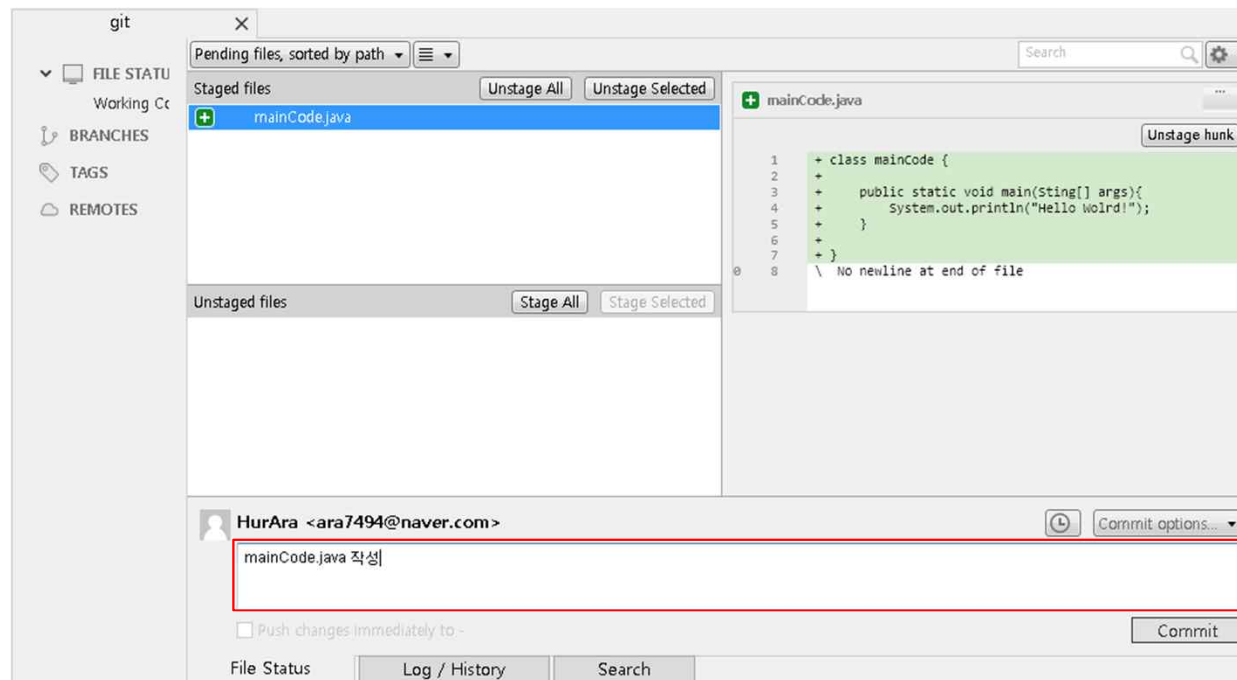 git
FILE STATU
Working Cc
BRANCHES
TAGS
REMOTES
Pending files, sorted by path
Search
Staged files Unstage All Unstage Selected
mainCode.java
Unstaged files Stage All Stage Selected
mainCode.java ...
Unstage hunk
1 + class mainCode {
2 +
3 + public static void main(Sting[] args){
4 + System.out.println("Hello Wolrd!");
5 + }
6 +
7 + }
0 8 \ No newline at end of file
HurAra <ara7494@naver.com>
Commit options...
mainCode.java 작성
Push changes immediately to -
Commit
File Status Log / History Search